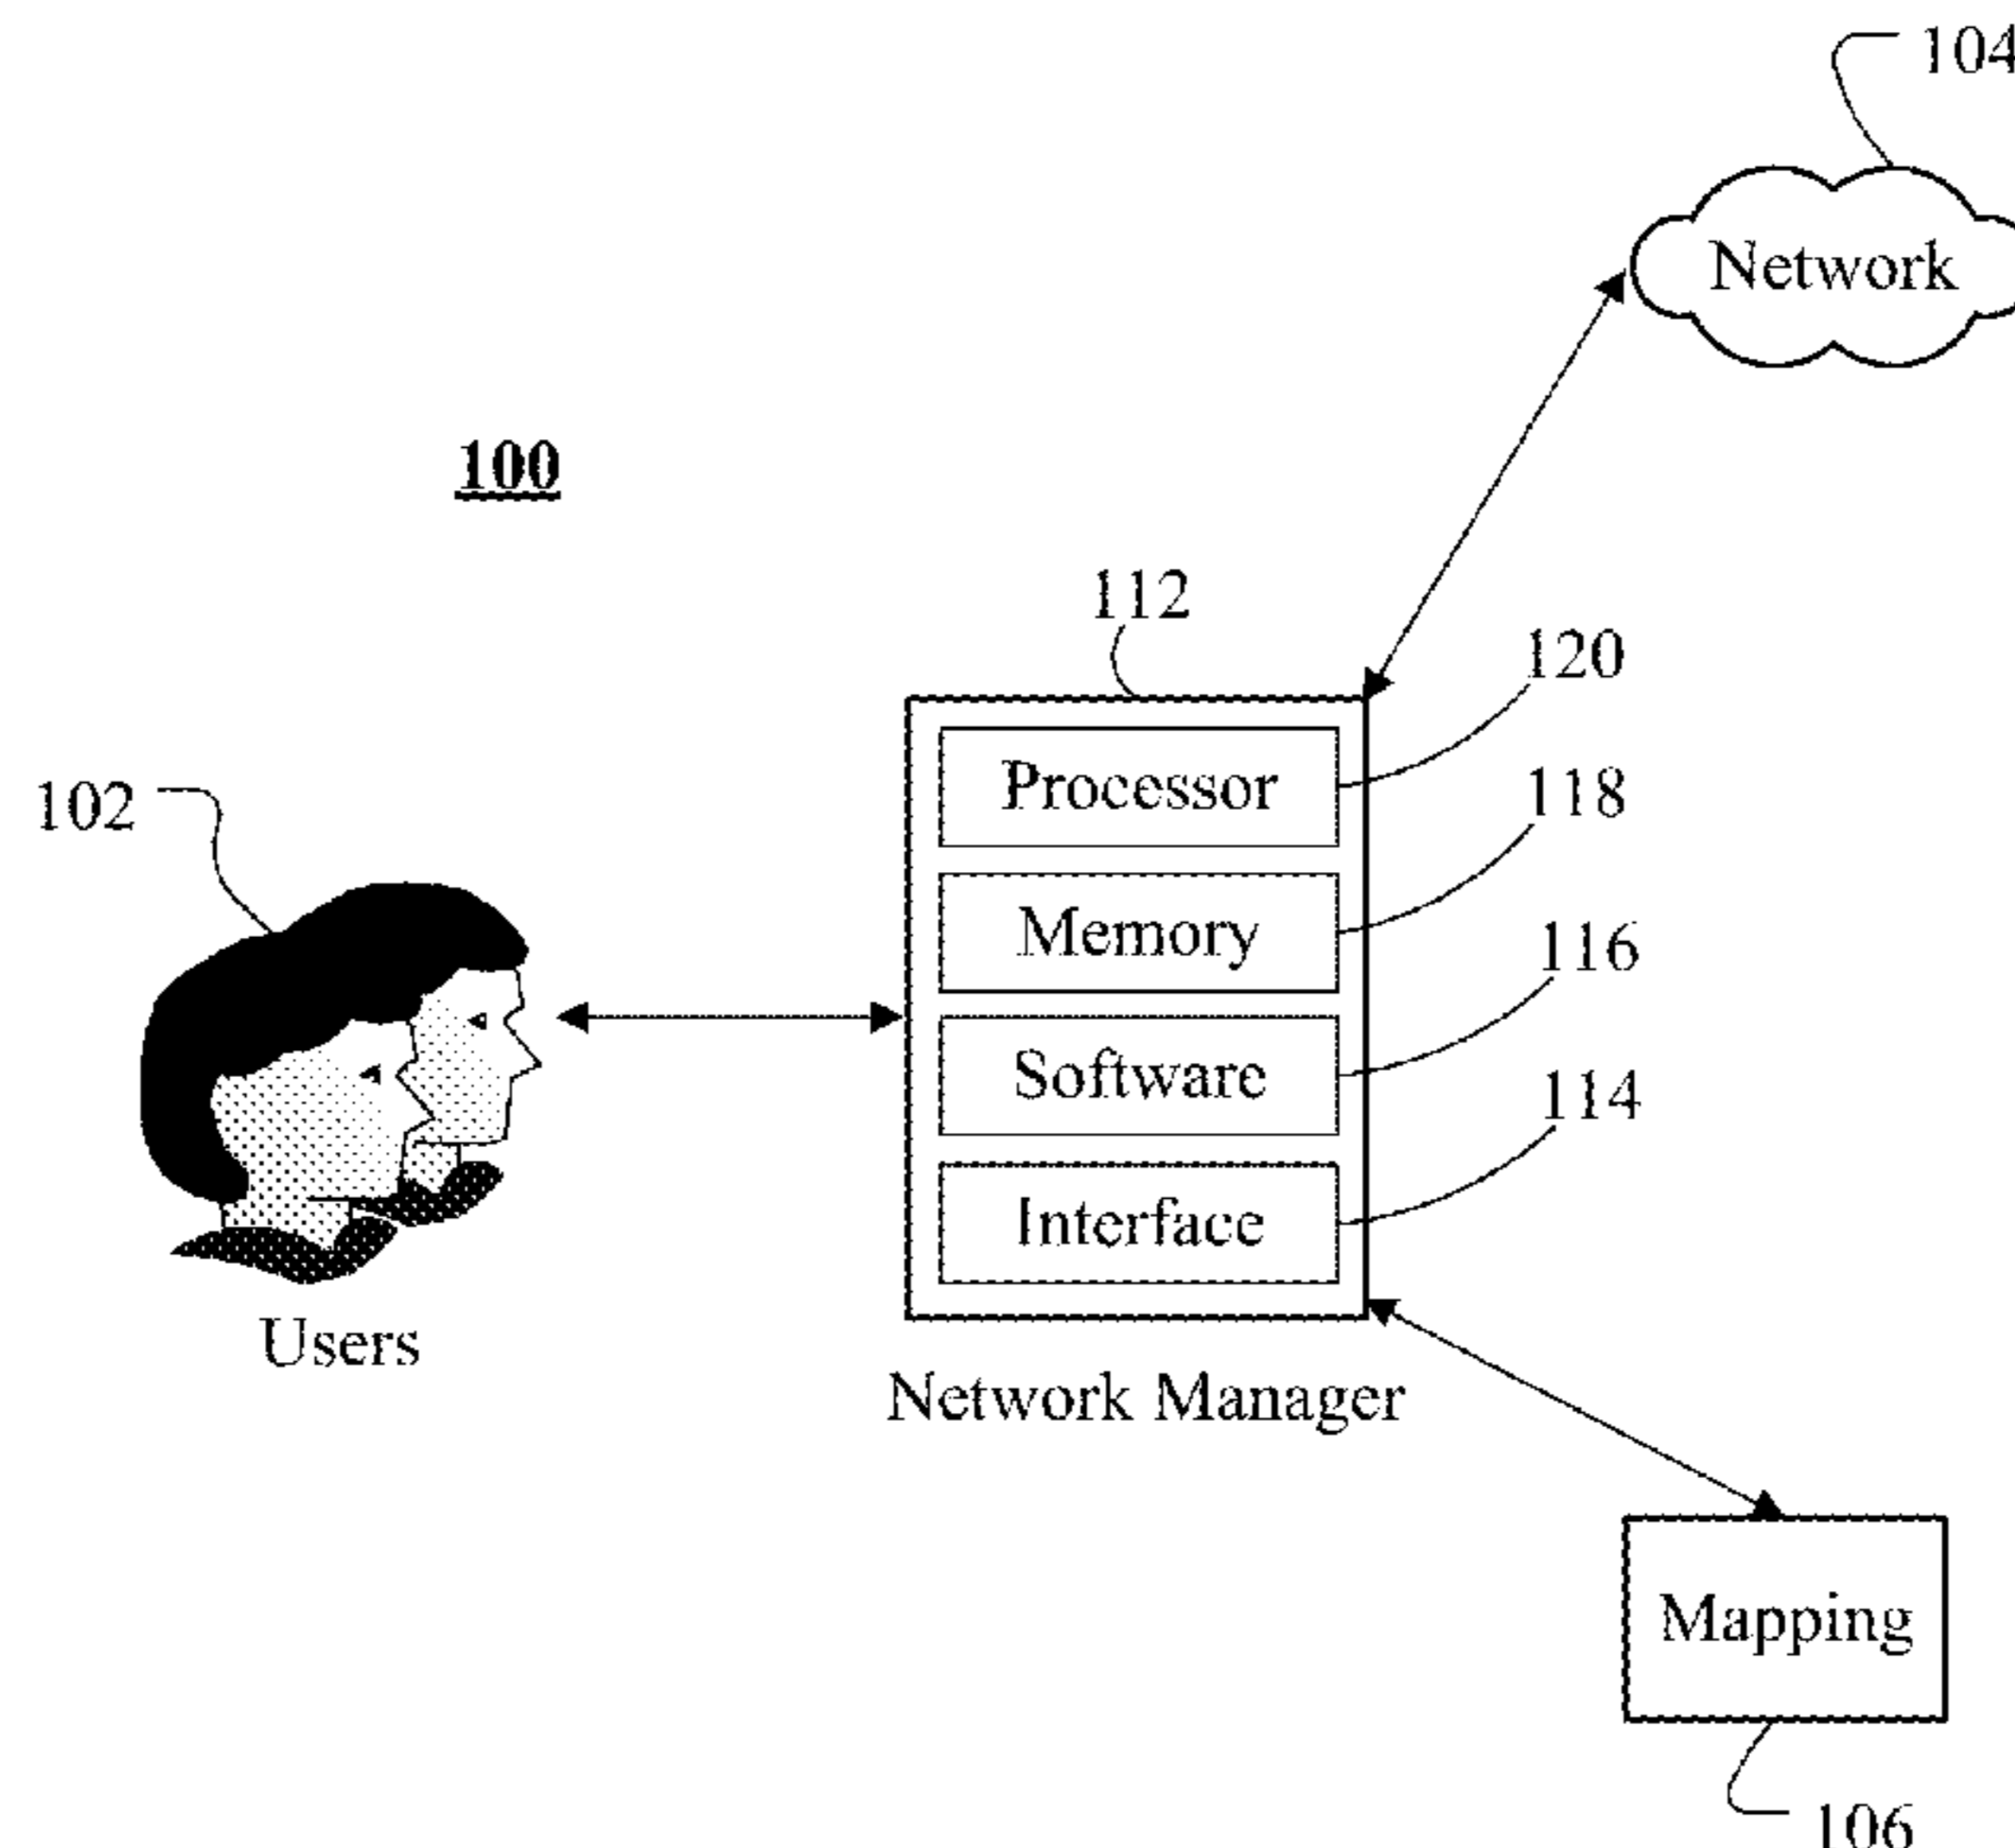 104
Network
100
112
120
Processor
102
118
Memory
116
Software
114
Interface
Users
Network Manager
Mapping
106